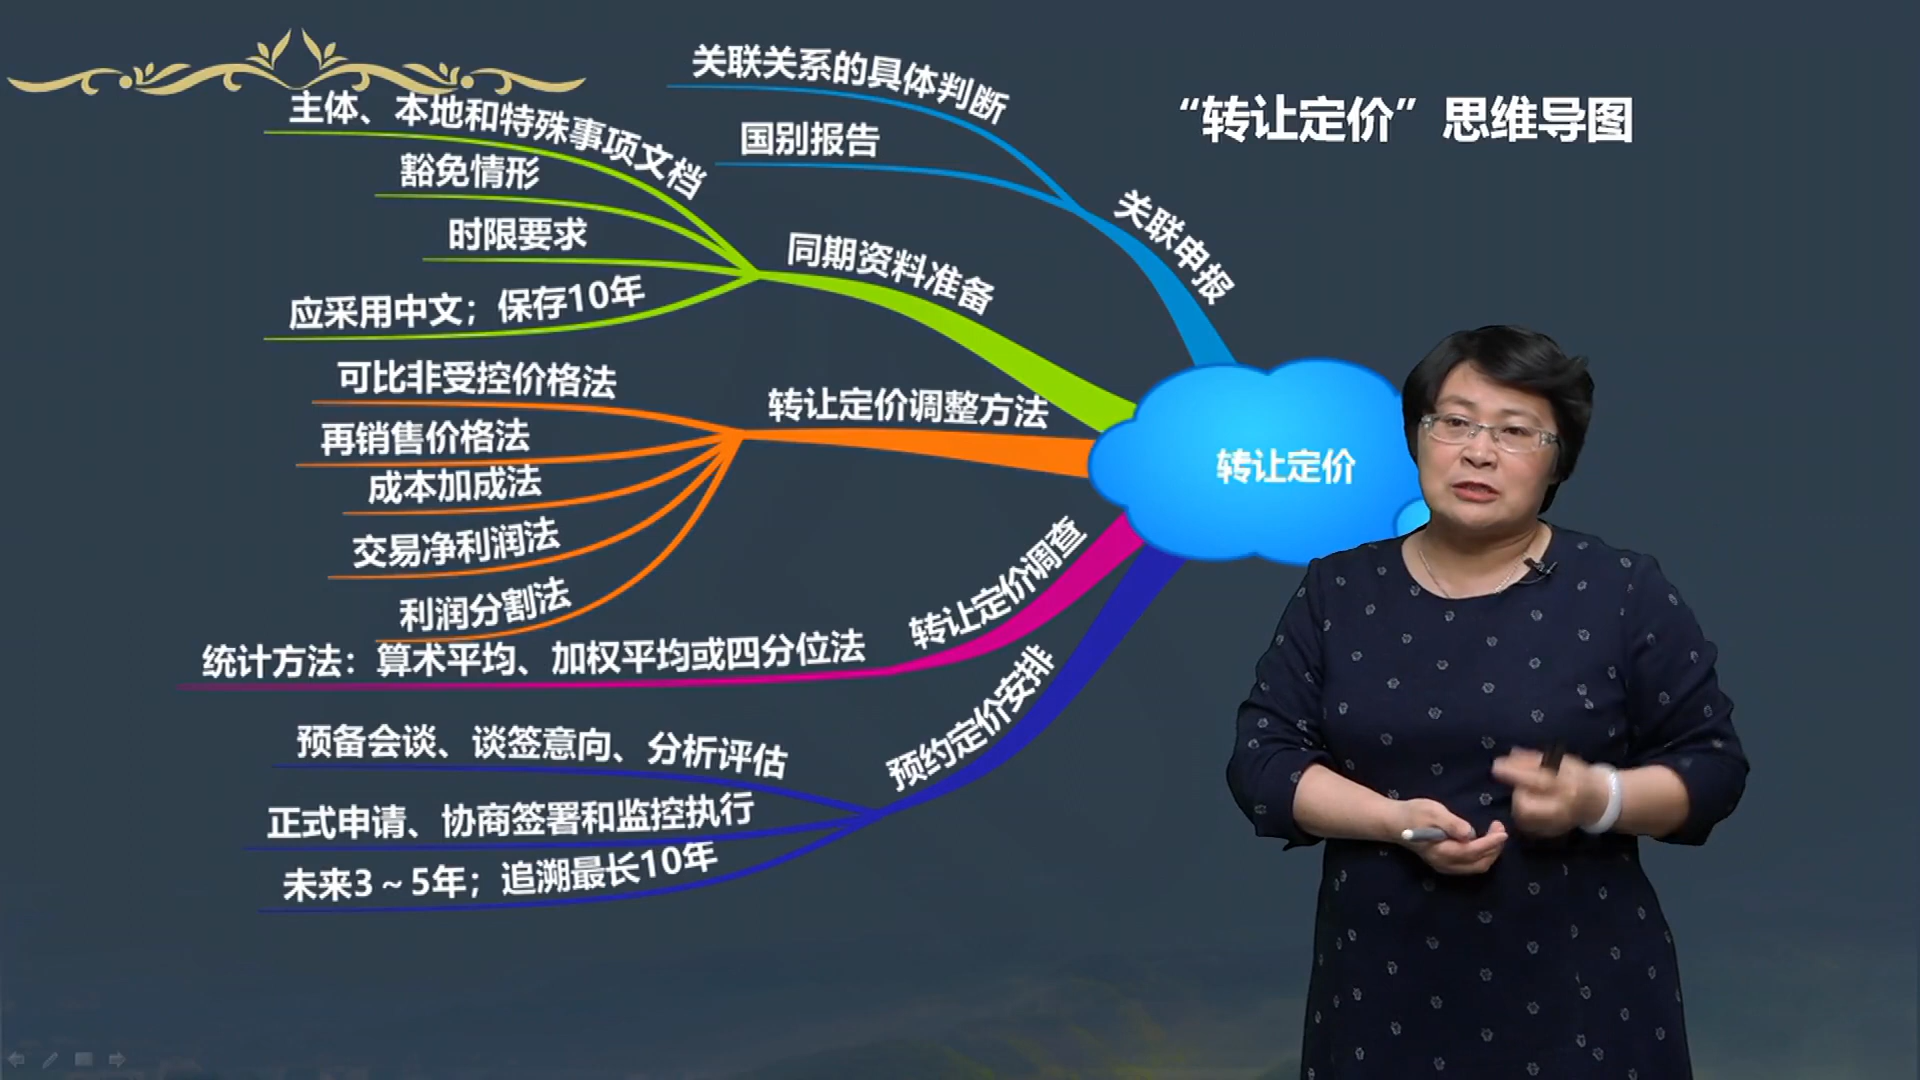 “转让定价”思维导图
转让定价
关联申报
关联关系的具体判断
国别报告
同期资料准备
主体、本地和特殊事项文档
豁免情形
时限要求
应采用中文；保存10年
转让定价调整方法
可比非受控价格法
再销售价格法
成本加成法
交易净利润法
利润分割法
转让定价调查
统计方法：算术平均、加权平均或四分位法
预约定价安排
预备会谈、谈签意向、分析评估
正式申请、协商签署和监控执行
未来3～5年；追溯最长10年